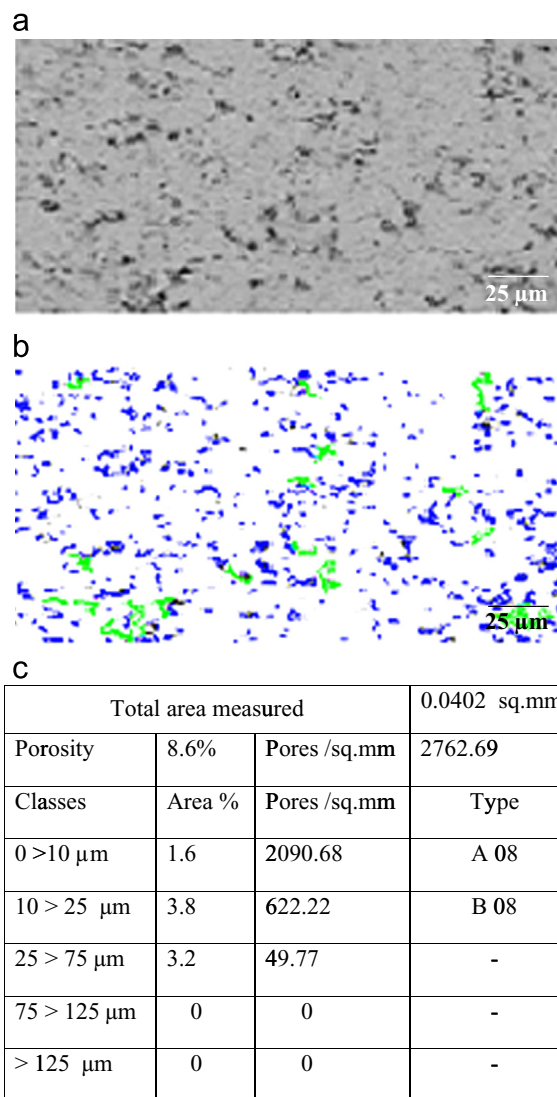 a
25 μm
b
25 μm
c
Total area measured 0.0402 sq.mm
Porosity 8.6% Pores /sq.mm 2762.69
Classes Area % Pores /sq.mm Type
0 >10 μm 1.6 2090.68 A 08
10 > 25 μm 3.8 622.22 B 08
25 > 75 μm 3.2 49.77 -
75 > 125 μm 0 0 -
> 125 μm 0 0 -